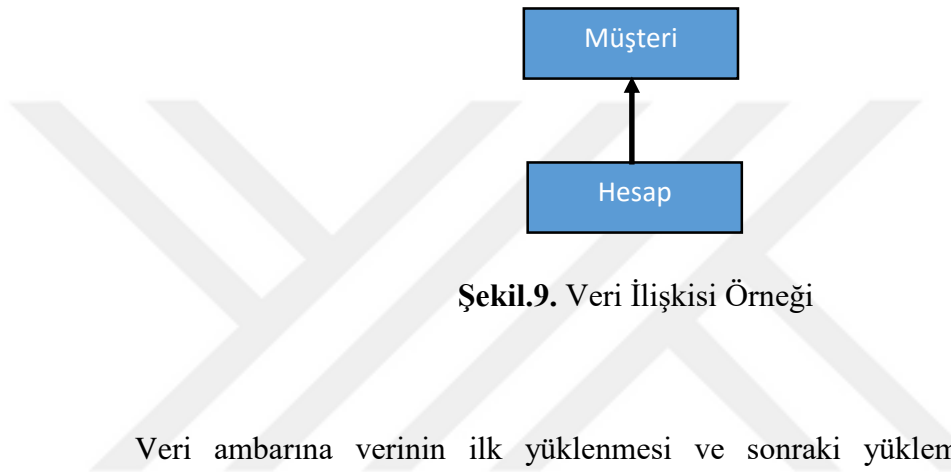 Müşteri
Hesap
Şekil.9. Veri İlişkisi Örneği
Veri ambarına verinin ilk yüklenmesi ve sonraki yüklem